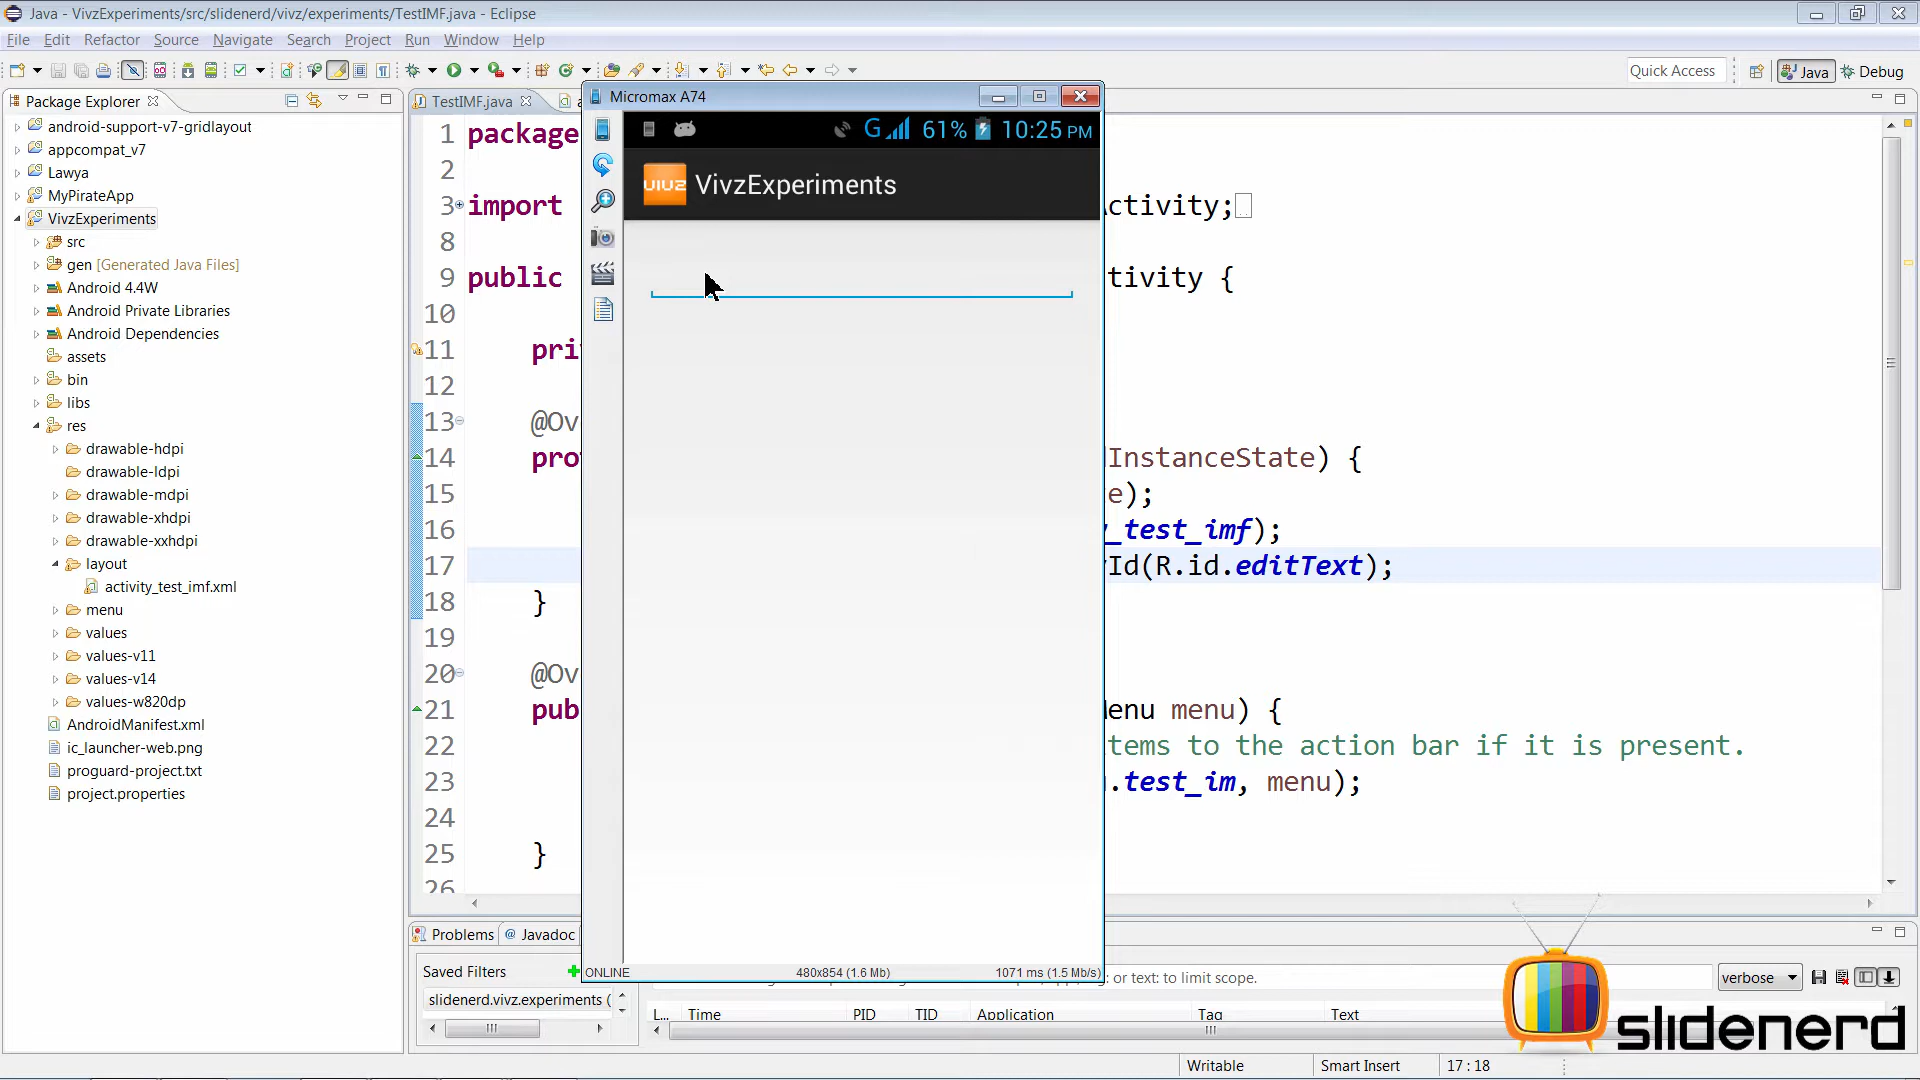 Java - VivzExperiments/src/slidenerd/vivz/experiments/TestIMF.java - Eclipse
File Edit Refactor Source Navigate Search Project Run Window Help
Quick Access Java Debug
Package Explorer
android-support-v7-gridlayout
appcompat_v7
Lawya
MyPirateApp
VivzExperiments
src
gen [Generated Java Files]
Android 4.4W
Android Private Libraries
Android Dependencies
assets
bin
libs
res
drawable-hdpi
drawable-ldpi
drawable-mdpi
drawable-xhdpi
drawable-xxhdpi
layout
activity_test_imf.xml
menu
values
values-v11
values-v14
values-w820dp
AndroidManifest.xml
ic_launcher-web.png
proguard-project.txt
project.properties
TestIMF.java
1 package
2
3 import ctivity;
8
9 public tivity {
10
11 pri
12
13 @Ov
14 pro dInstanceState) {
15 e);
16 _test_imf);
17 Id(R.id.editText);
18 }
19
20 @Ov
21 pub Menu menu) {
22 tems to the action bar if it is present.
23 .test_im, menu);
24
25 }
26
Micromax A74
G 61% 10:25 PM
VIVZ VivzExperiments
ONLINE 480x854 (1.6 Mb) 1071 ms (1.5 Mb/s)
Problems @ Javadoc
Saved Filters
slidenerd.vivz.experiments (
or text: to limit scope. verbose
L... Time PID TID Application Tag Text
slidenerd
Writable Smart Insert 17 : 18